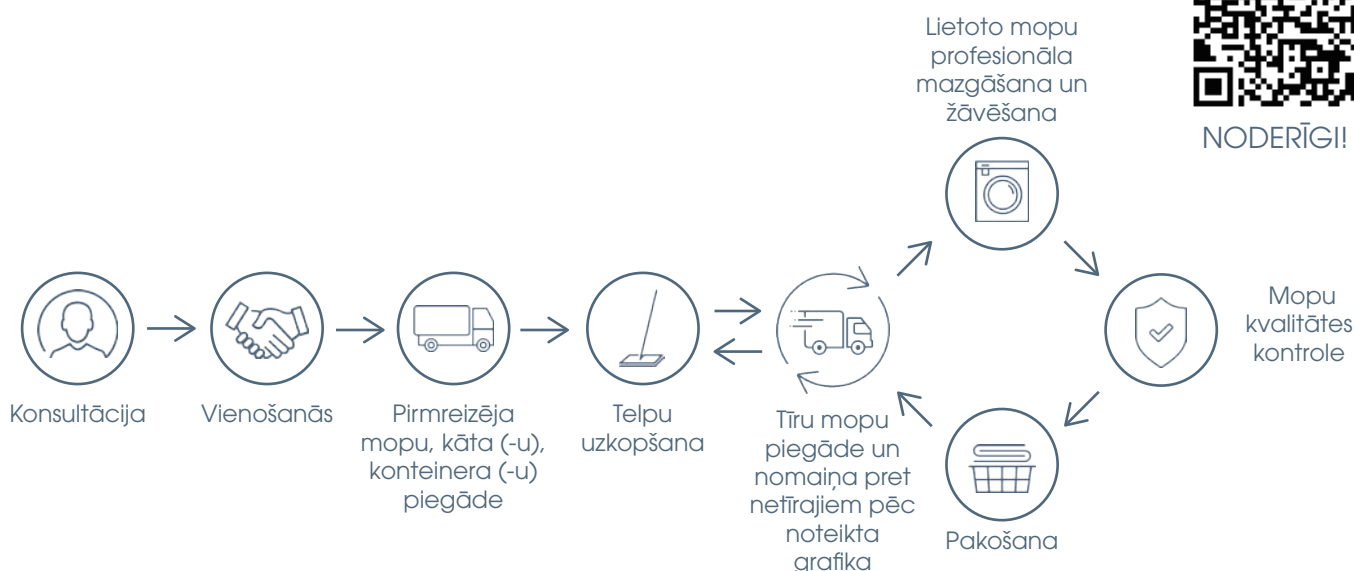 Lietoto mopu
profesionāla
mazgāšana un
žāvēšana
NODERĪGI!
Mopu
kvalitātes
kontrole
Konsultācija
Vienošanās
Pirmreizēja
mopu, kāta (-u),
konteinera (-u)
piegāde
Telpu
uzkopšana
Tīru mopu
piegāde un
nomaiņa pret
netīrajiem pēc
noteikta
grafika
Pakošana